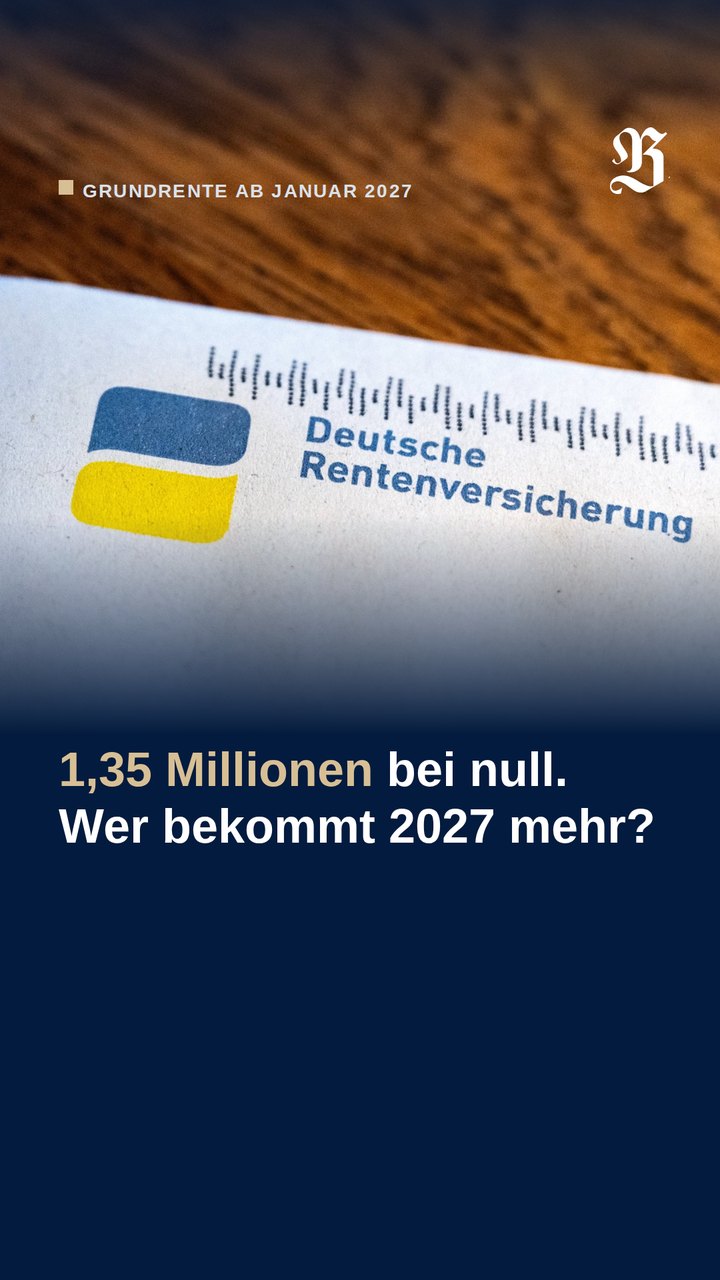 GRUNDRENTE AB JANUAR 2027
B
Deutsche
Rentenversicherung
1,35 Millionen bei null.
Wer bekommt 2027 mehr?